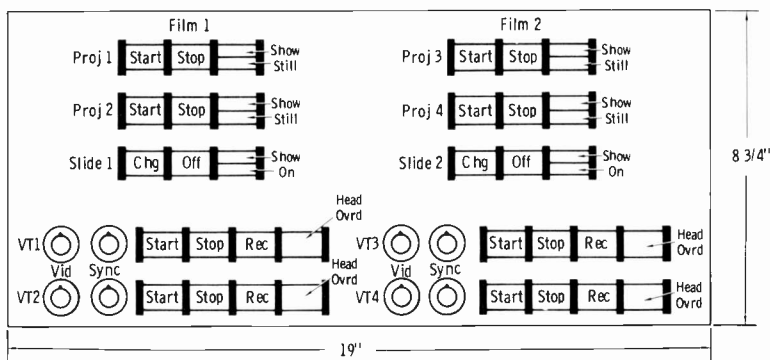 Film 1 Film 2
Proj 1 Start Stop Show Still Proj 3 Start Stop Show Still
Proj 2 Start Stop Show Still Proj 4 Start Stop Show Still
Slide 1 Chg Off Show On Slide 2 Chg Off Show On
8 3/4"
VT1 Start Stop Rec Head Ovrd VT3 Start Stop Rec Head Ovrd
Vid Sync Vid Sync
VT2 Start Stop Rec Head Ovrd VT4 Start Stop Rec Head Ovrd
19"